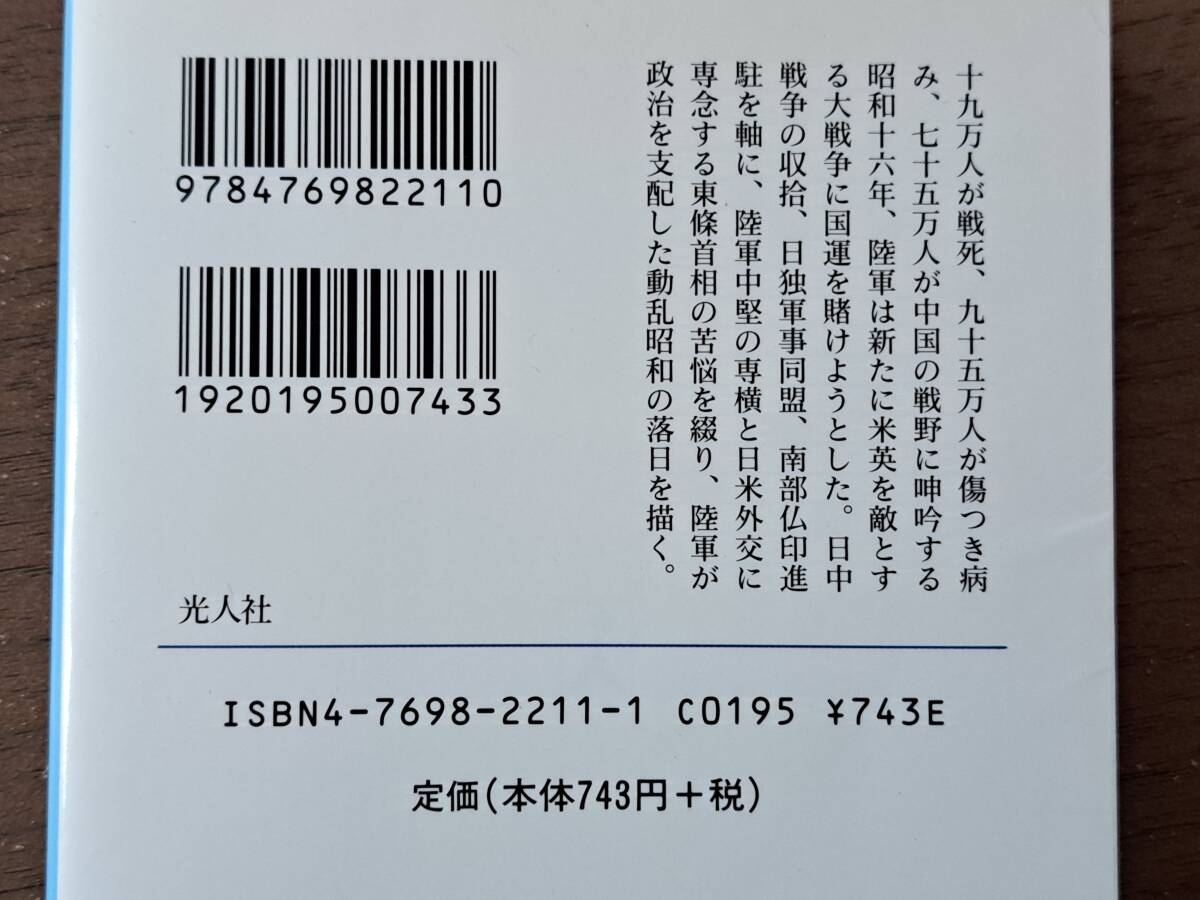 十九万人が戦死、九十五万人が傷つき病
み、七十五万人が中国の戦野に呻吟する
昭和十六年、陸軍は新たに米英を敵とす
る大戦争に国運を賭けようとした。日中
戦争の収拾、日独軍事同盟、南部仏印進
駐を軸に、陸軍中堅の専横と日米外交に
専念する東條首相の苦悩を綴り、陸軍が
政治を支配した動乱昭和の落日を描く。
9784769822110
1920195007433
光人社
ISBN4-7698-2211-1 C0195 ¥743E
定価(本体743円+税)